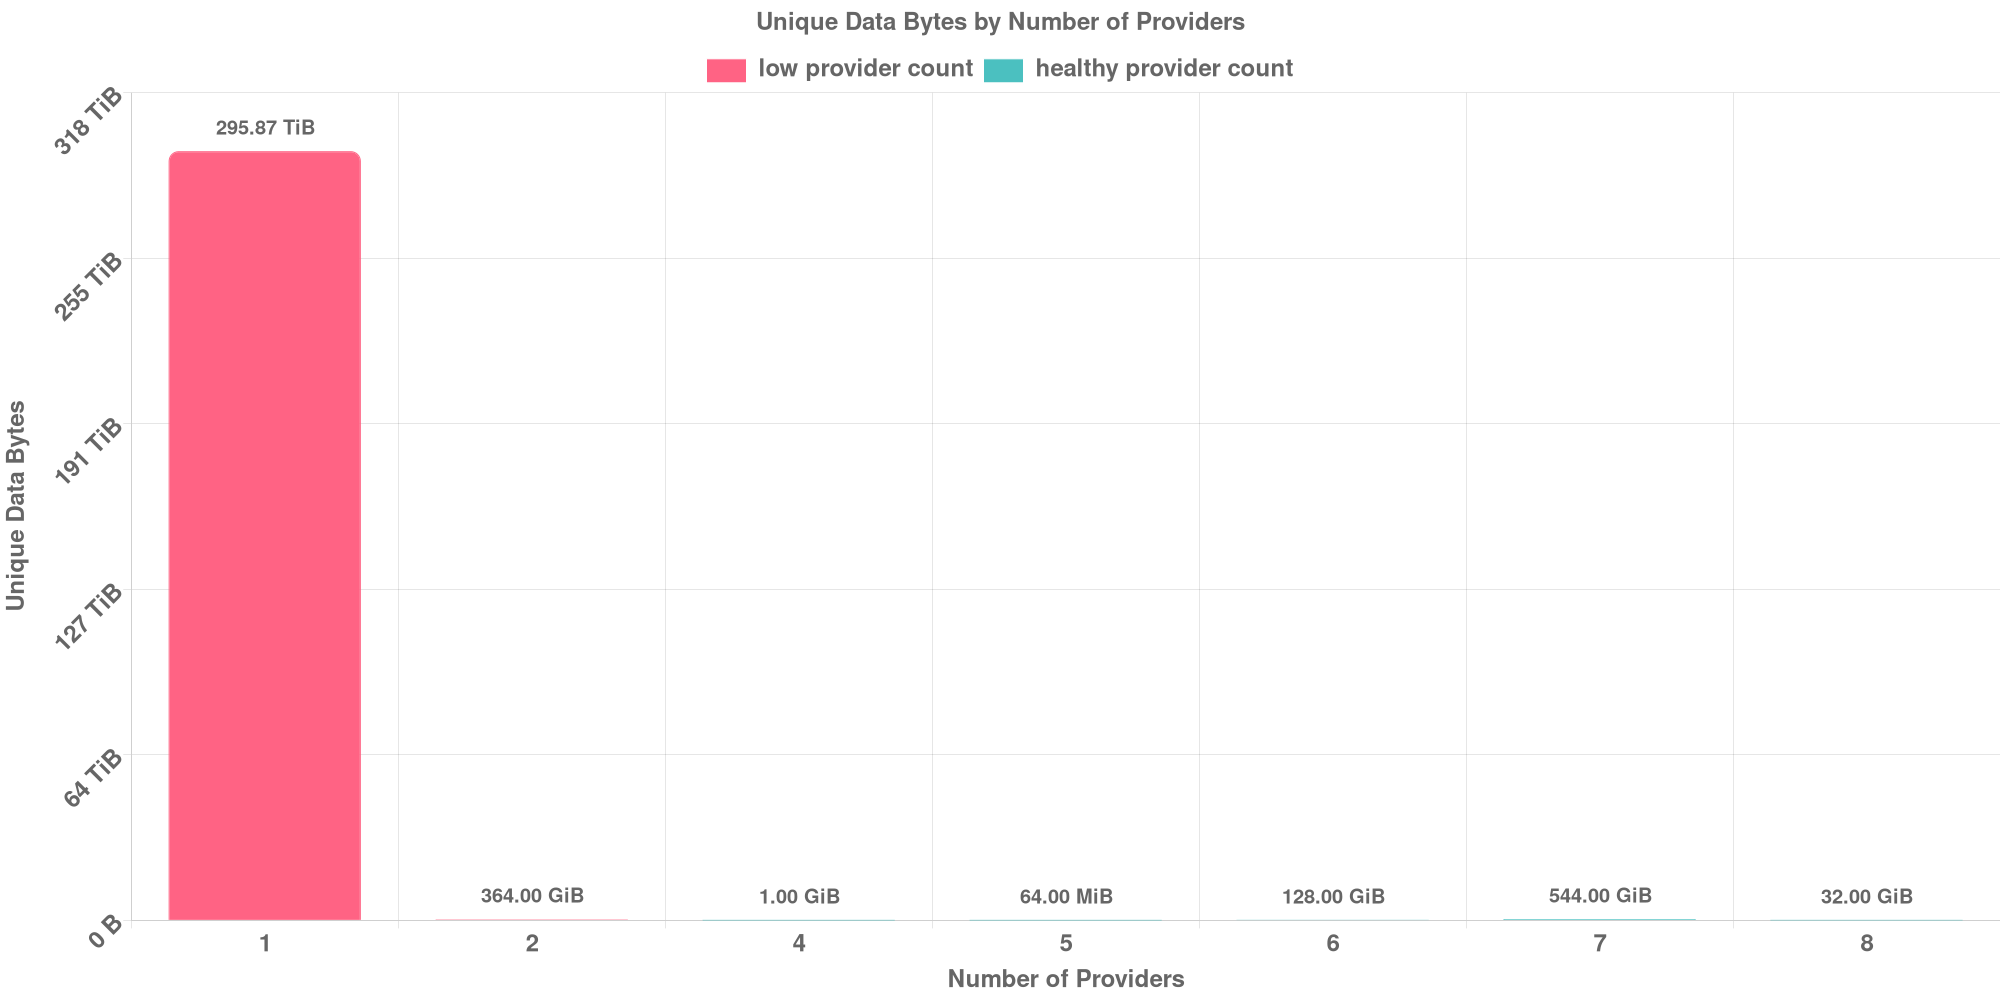 Unique Data Bytes by Number of Providers
low provider count healthy provider count
318 TiB
255 TiB
191 TiB
127 TiB
64 TiB
0 B
Unique Data Bytes
295.87 TiB
364.00 GiB
1.00 GiB
64.00 MiB
128.00 GiB
544.00 GiB
32.00 GiB
1 2 4 5 6 7 8
Number of Providers